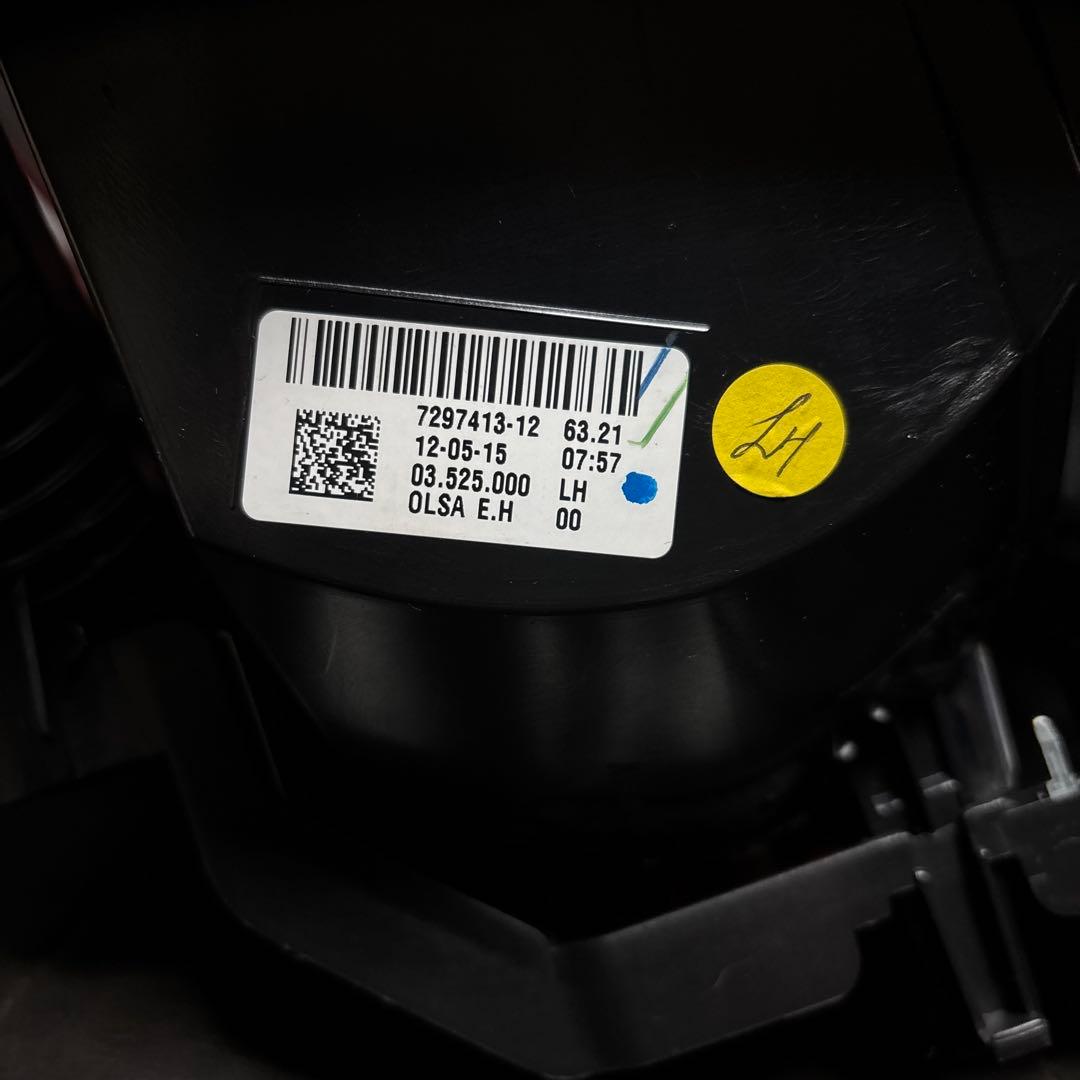 7297413-12 63.21
12-05-15 07:57
03.525.000 LH
OLSA E.H 00
LH